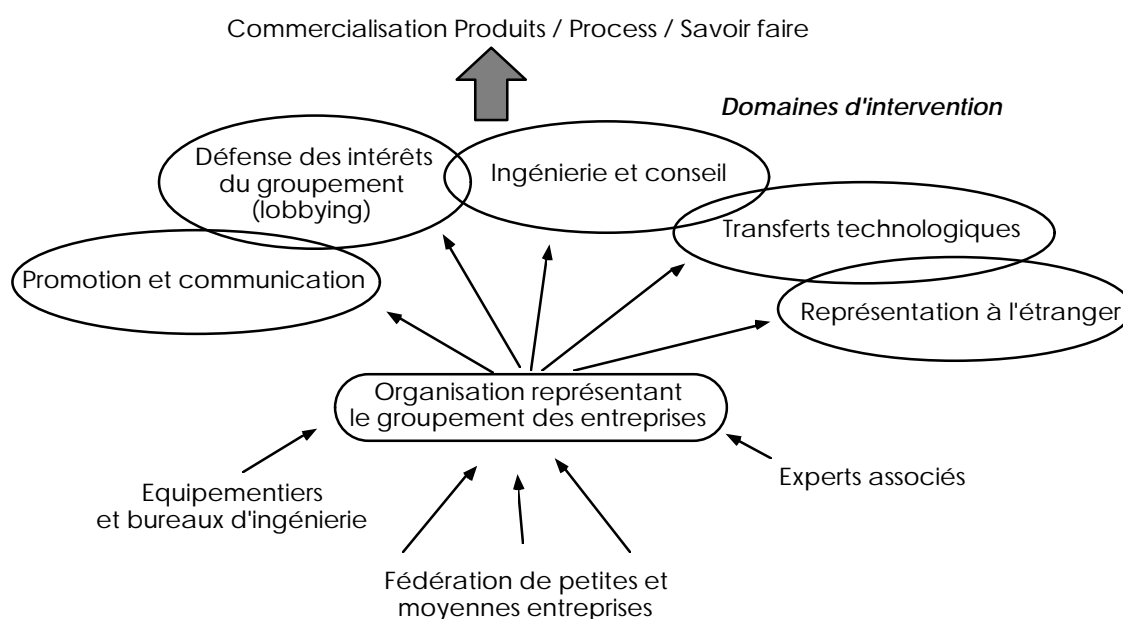 Commercialisation Produits / Process / Savoir faire
Domaines d'intervention
Défense des intérêts
du groupement
(lobbying)
Ingénierie et conseil
Transferts technologiques
Promotion et communication
Représentation à l'étranger
Organisation représentant
le groupement des entreprises
Experts associés
Equipementiers
et bureaux d'ingénierie
Fédération de petites et
moyennes entreprises